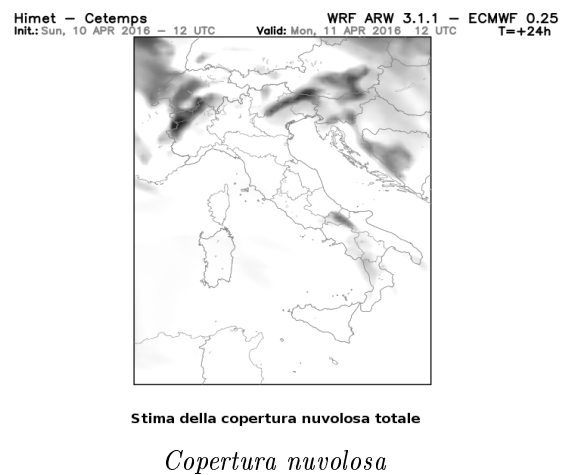 Himet – Cetemps WRF ARW 3.1.1 – ECMWF 0.25
Init.: Sun, 10 APR 2016 – 12 UTC Valid: Mon, 11 APR 2016 12 UTC T=+24h
Stima della copertura nuvolosa totale
Copertura nuvolosa